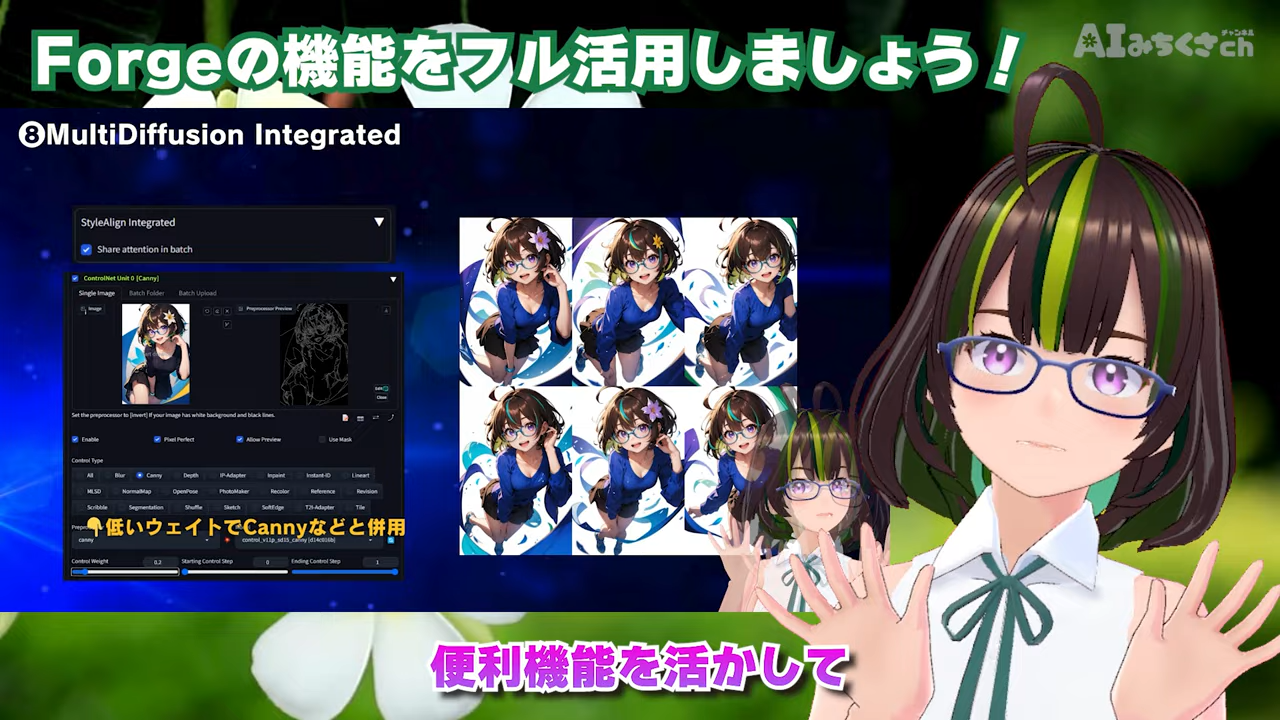 Forgeの機能をフル活用しましょう!
AIみちくさch
チャンネル
❽MultiDiffusion Integrated
StyleAlign Integrated
Share attention in batch
ControlNet Unit 0 [Canny]
Single Image Batch Folder Batch Upload
Image
Preprocessor Preview
Close
Set the preprocessor to [invert] If your image has white background and black lines.
Enable Pixel Perfect Allow Preview Use Mask
Control Type
All Blur Canny Depth IP-Adapter Inpaint Instant-ID Lineart
MLSD NormalMap OpenPose PhotoMaker Recolor Reference Revision
Scribble Segmentation Shuffle Sketch SoftEdge T2I-Adapter Tile
👇低いウェイトでCannyなどと併用
canny control_v11p_sd15_canny [d14c016b]
Control Weight 0,2 Starting Control Step 0 Ending Control Step 1
便利機能を活かして